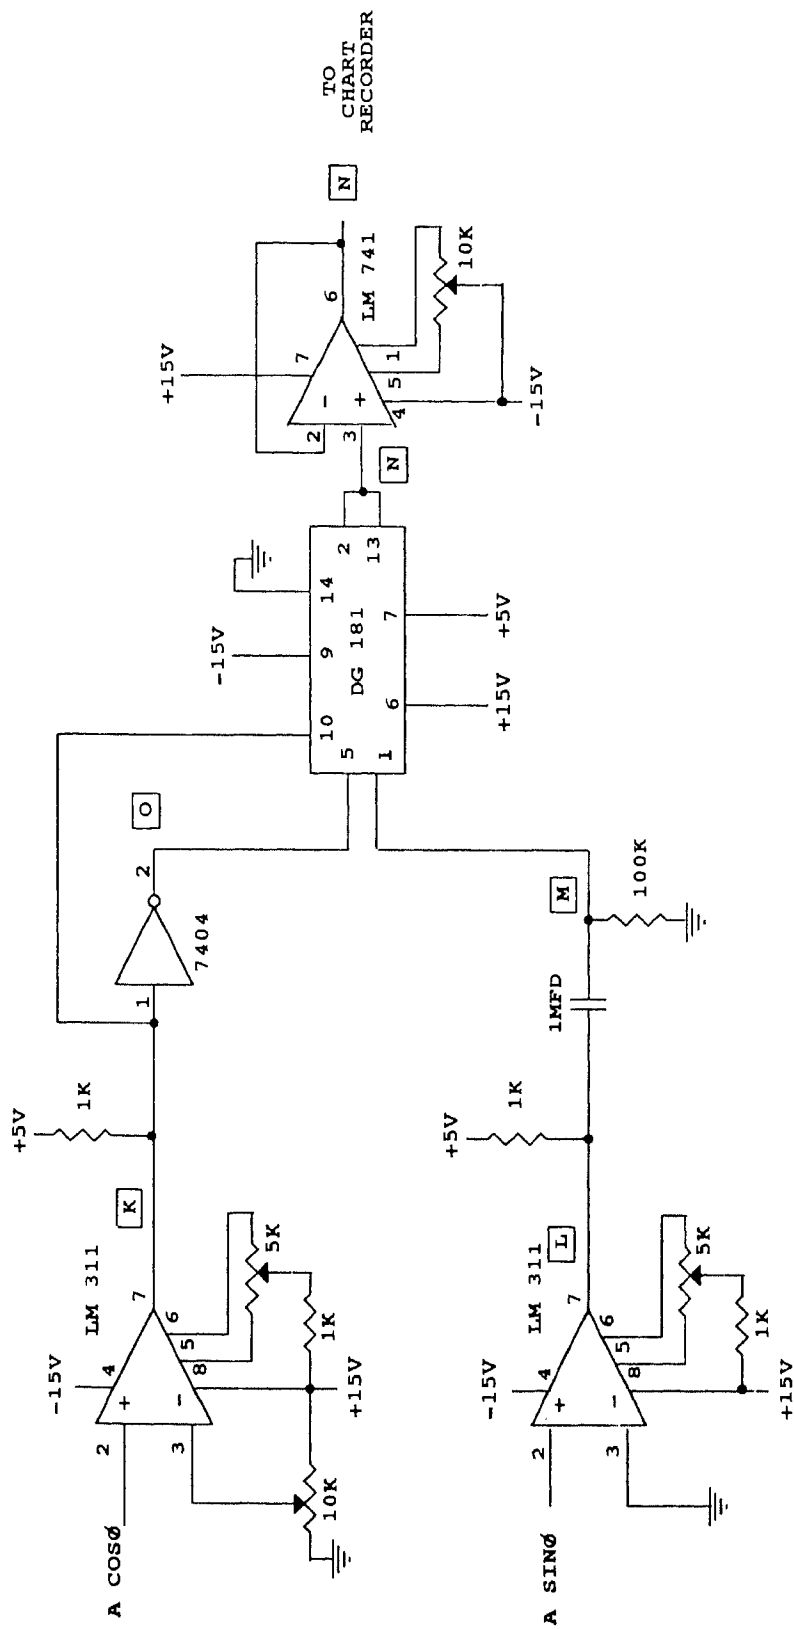 A COSØ
2
3
+
−
-15V
4
LM 311
7
K
6
5
8
5K
1K
+15V
10K
+5V
1K
1
7404
2
O
A SINØ
2
3
+
−
-15V
4
LM 311
7
L
6
5
8
5K
1K
+15V
+5V
1K
1MFD
M
100K
5
1
10
-15V
9
14
DG 181
6
7
+15V
+5V
2
13
N
2
3
−
+
+15V
7
6
LM 741
4
5
1
10K
-15V
N
TO
CHART
RECORDER